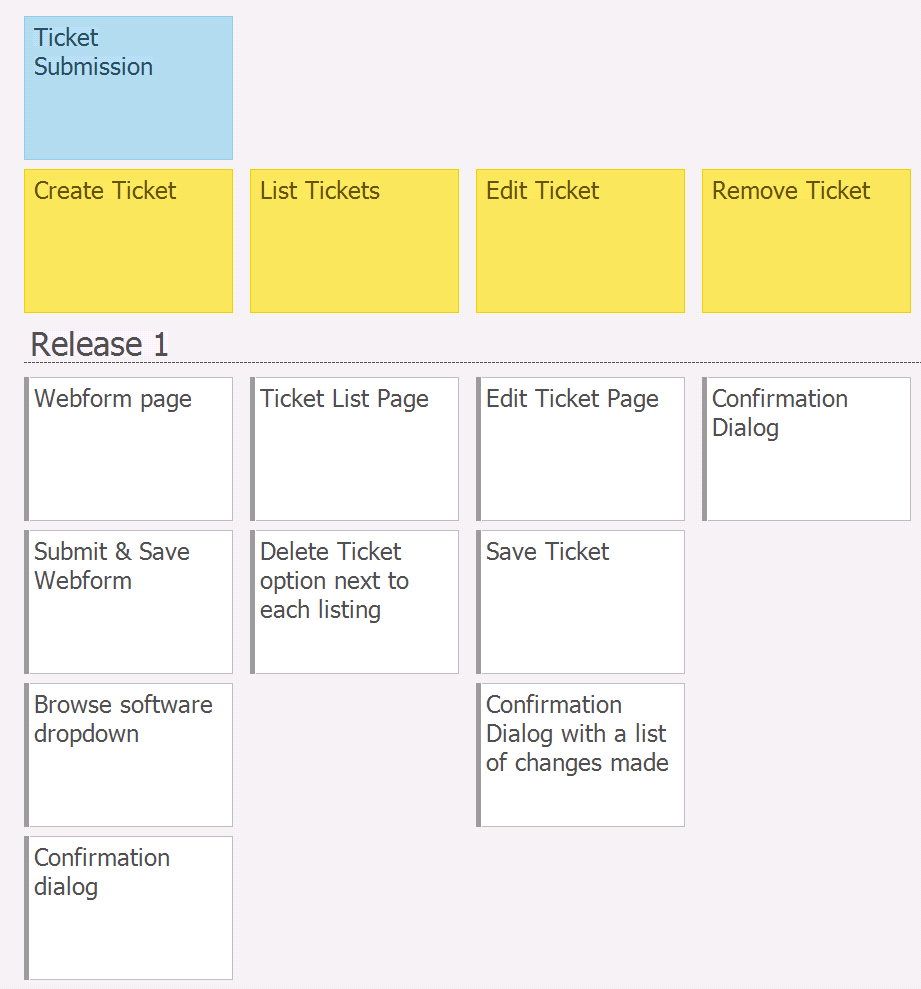 Ticket
Submission
Create Ticket
List Tickets
Edit Ticket
Remove Ticket
Release 1
Webform page
Ticket List Page
Edit Ticket Page
Confirmation
Dialog
Submit & Save
Webform
Delete Ticket
option next to
each listing
Save Ticket
Browse software
dropdown
Confirmation
Dialog with a list
of changes made
Confirmation
dialog